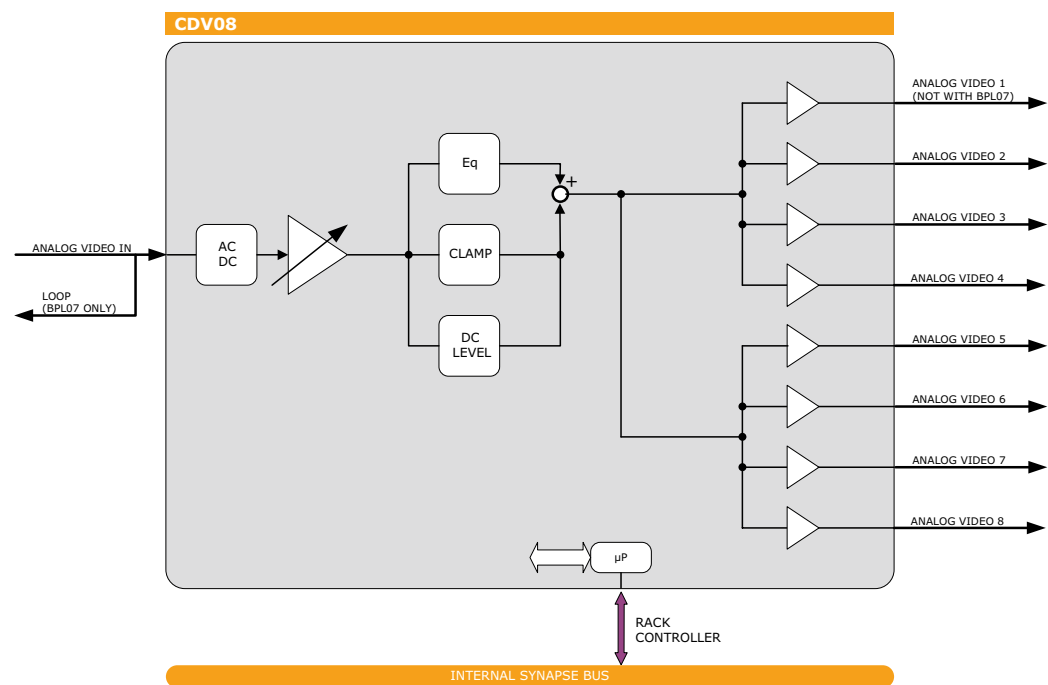 CDV08
ANALOG VIDEO IN
LOOP
(BPL07 ONLY)
AC
DC
Eq
CLAMP
DC
LEVEL
+
ANALOG VIDEO 1
(NOT WITH BPL07)
ANALOG VIDEO 2
ANALOG VIDEO 3
ANALOG VIDEO 4
ANALOG VIDEO 5
ANALOG VIDEO 6
ANALOG VIDEO 7
ANALOG VIDEO 8
µP
RACK
CONTROLLER
INTERNAL SYNAPSE BUS